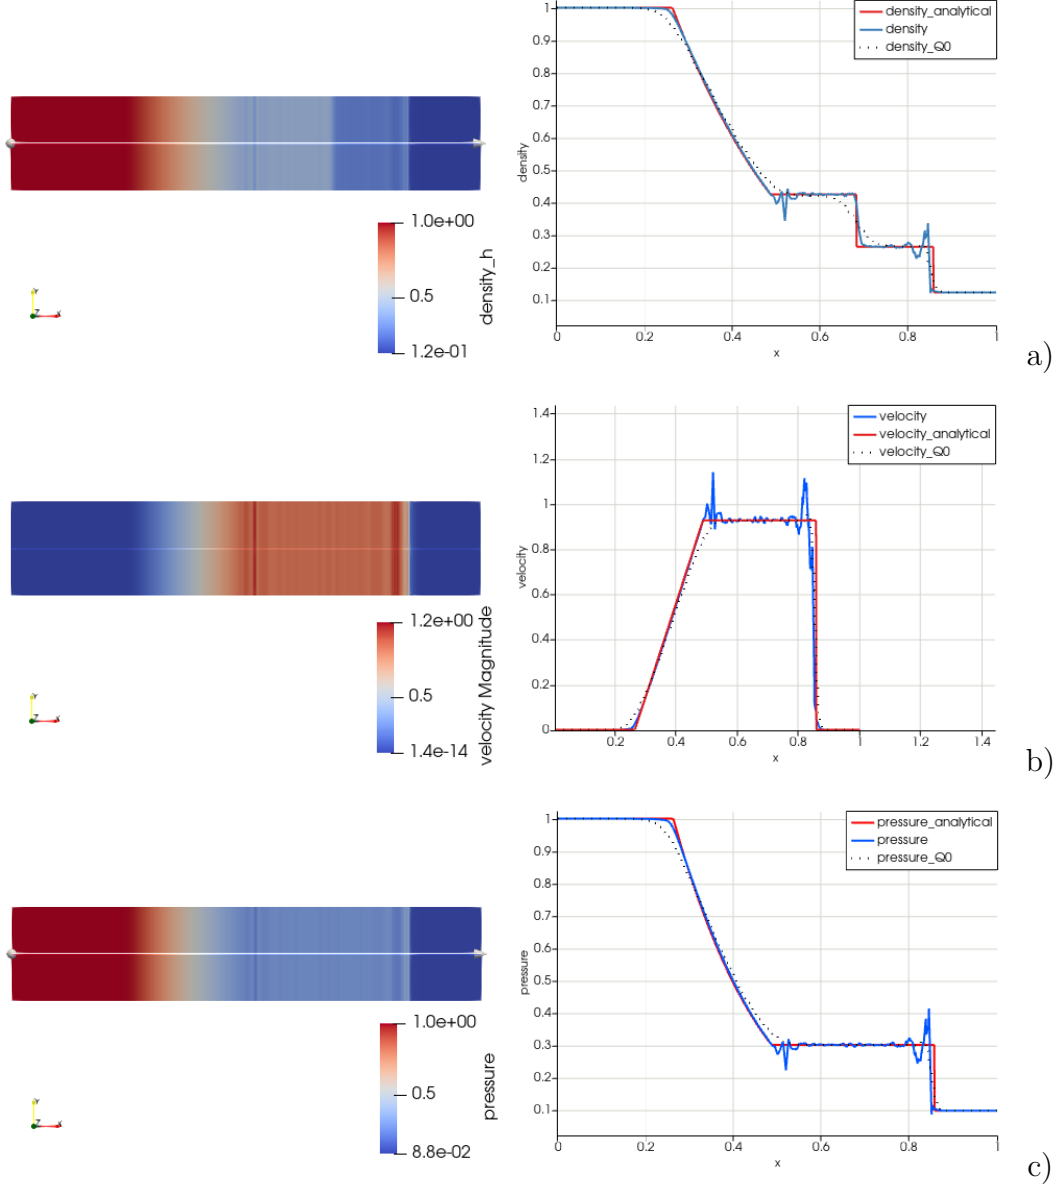 density_analytical
density
density_Q0
1
0.9
0.8
0.7
0.6
0.5
0.4
0.3
0.2
0.1
density
0
0.2
0.4
0.6
0.8
1
x
1.0e+00
0.5
1.2e-01
density_h
Y
Z
X
a)
velocity
velocity_analytical
velocity_Q0
1.4
1.2
1
0.8
0.6
0.4
0.2
0
velocity
0.2
0.4
0.6
0.8
1
1.2
1.4
x
1.2e+00
0.5
1.4e-14
velocity Magnitude
Y
Z
X
b)
pressure_analytical
pressure
pressure_Q0
1
0.9
0.8
0.7
0.6
0.5
0.4
0.3
0.2
0.1
pressure
0
0.2
0.4
0.6
0.8
1
x
1.0e+00
0.5
8.8e-02
pressure
Y
Z
X
c)